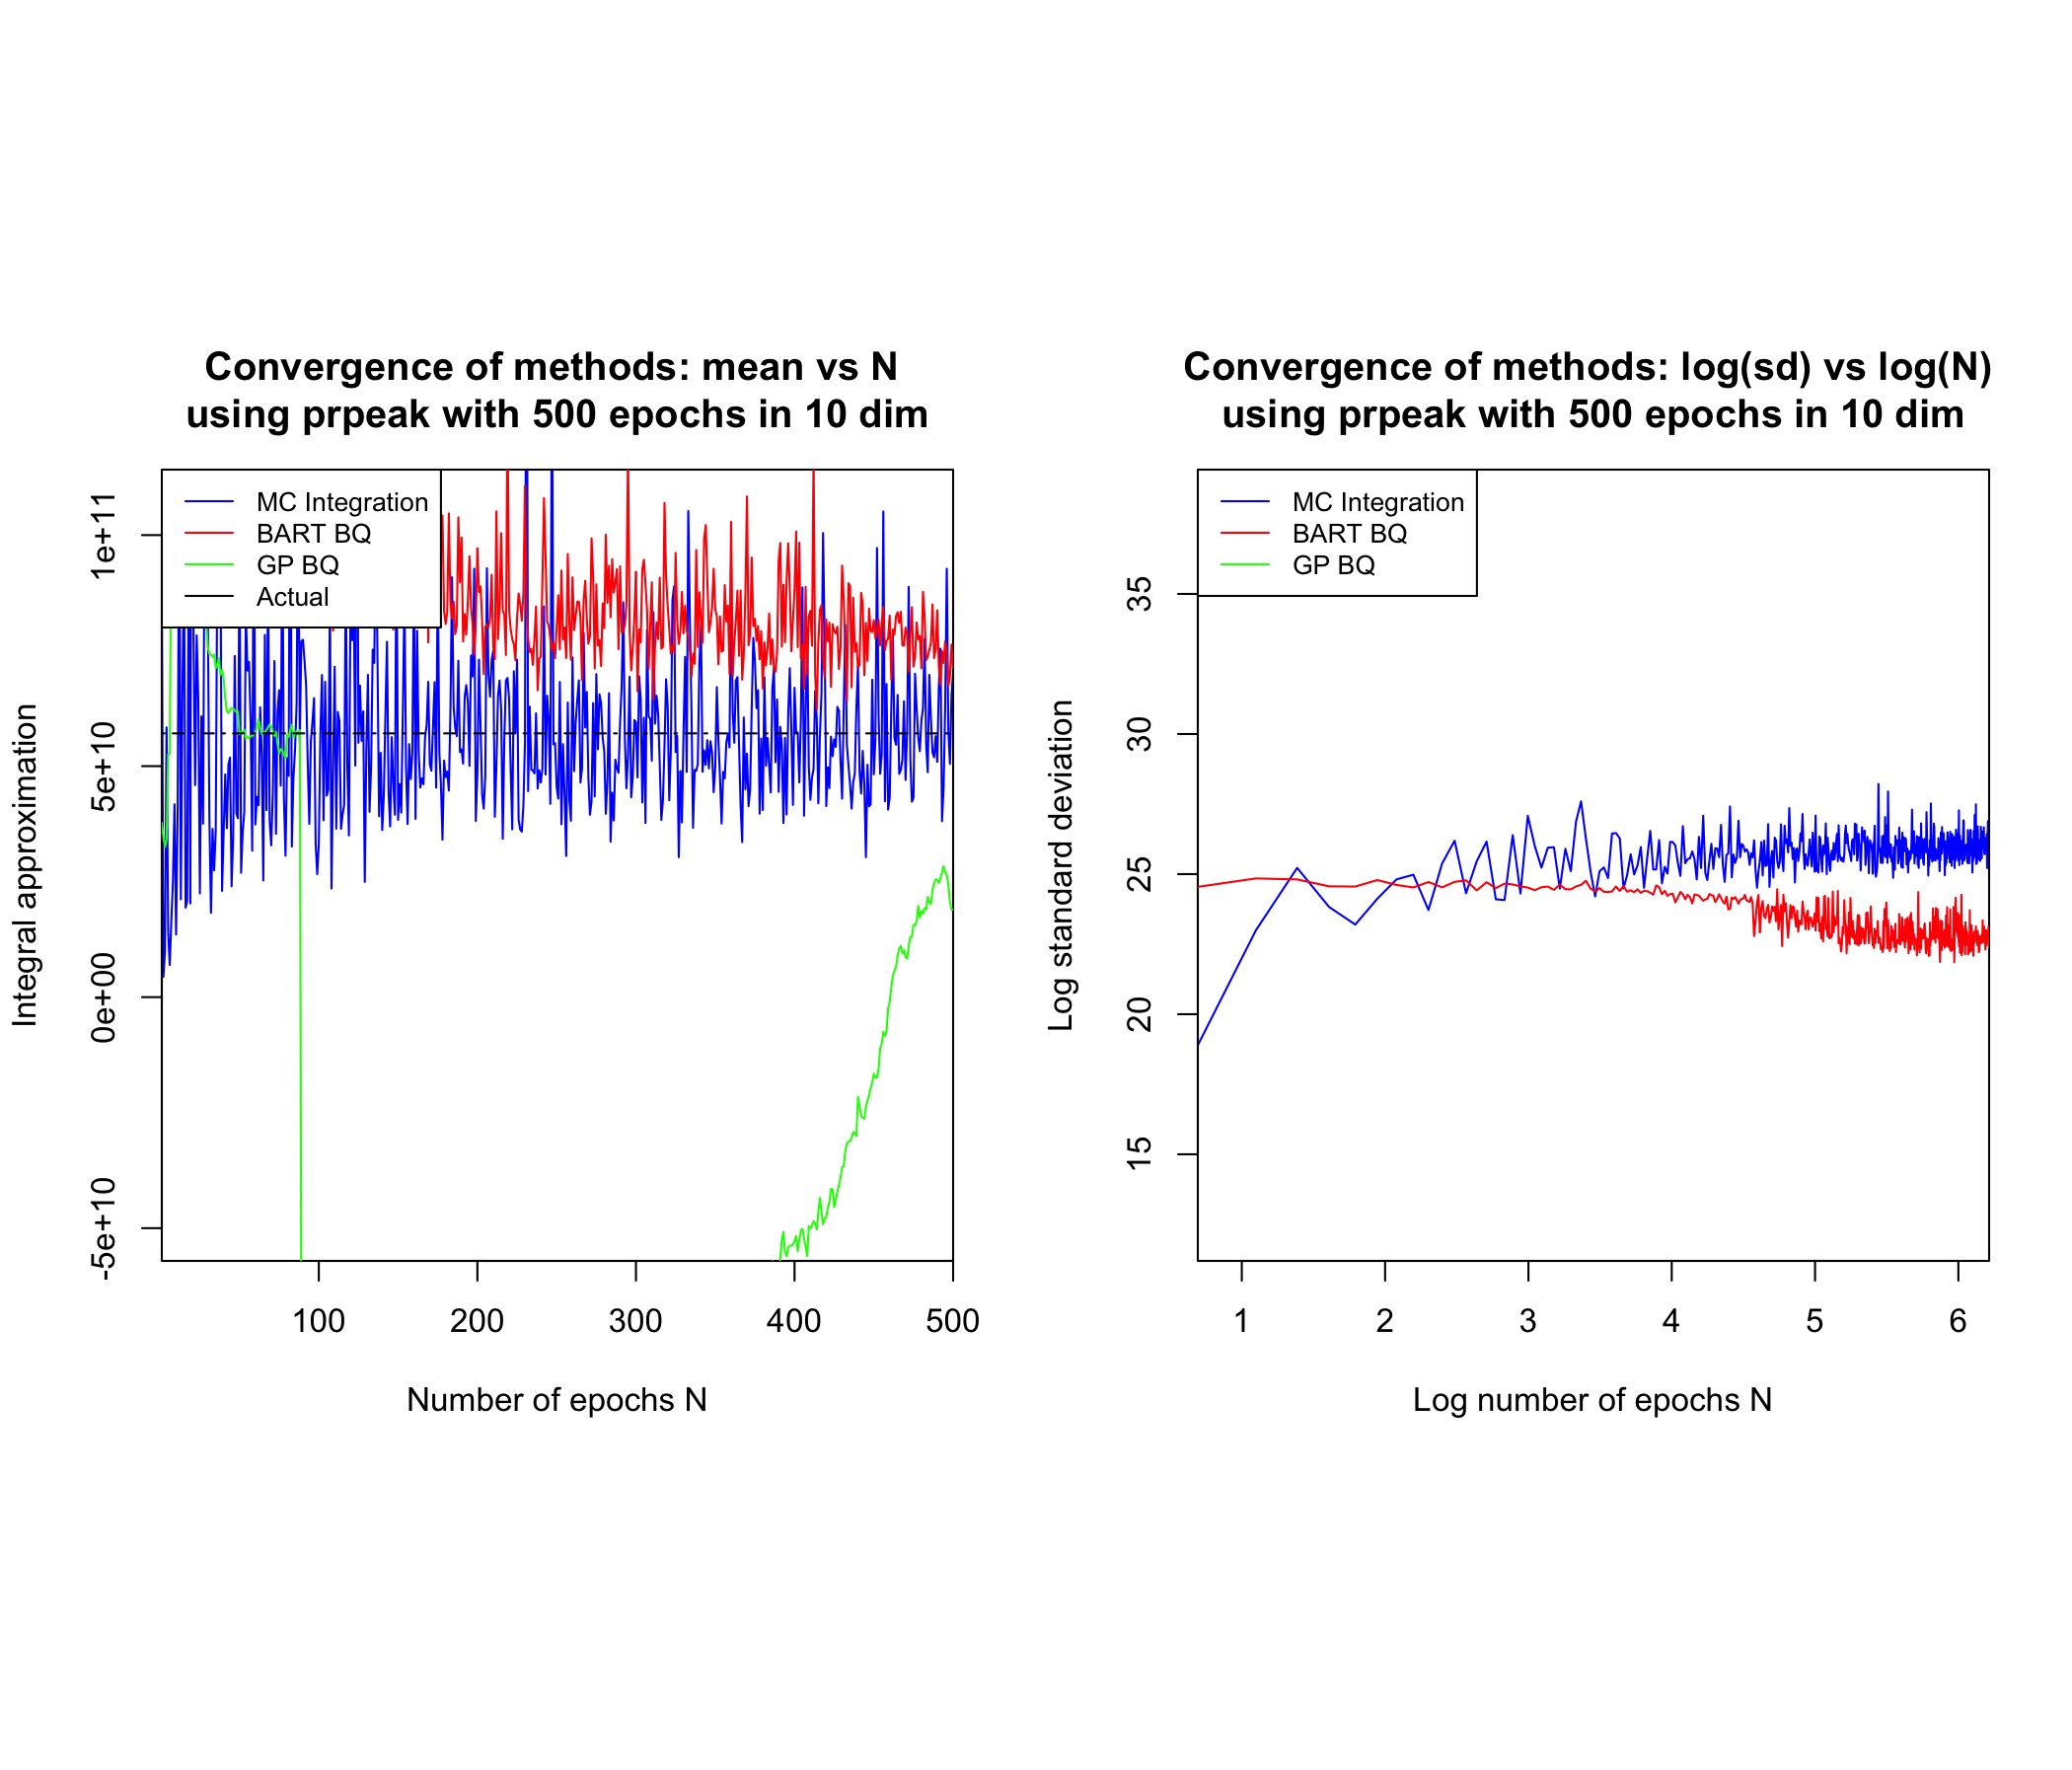 Convergence of methods: mean vs N
using prpeak with 500 epochs in 10 dim
MC Integration
BART BQ
GP BQ
Actual
Integral approximation
1e+11
5e+10
0e+00
-5e+10
100 200 300 400 500
Number of epochs N
Convergence of methods: log(sd) vs log(N)
using prpeak with 500 epochs in 10 dim
MC Integration
BART BQ
GP BQ
Log standard deviation
35
30
25
20
15
1 2 3 4 5 6
Log number of epochs N